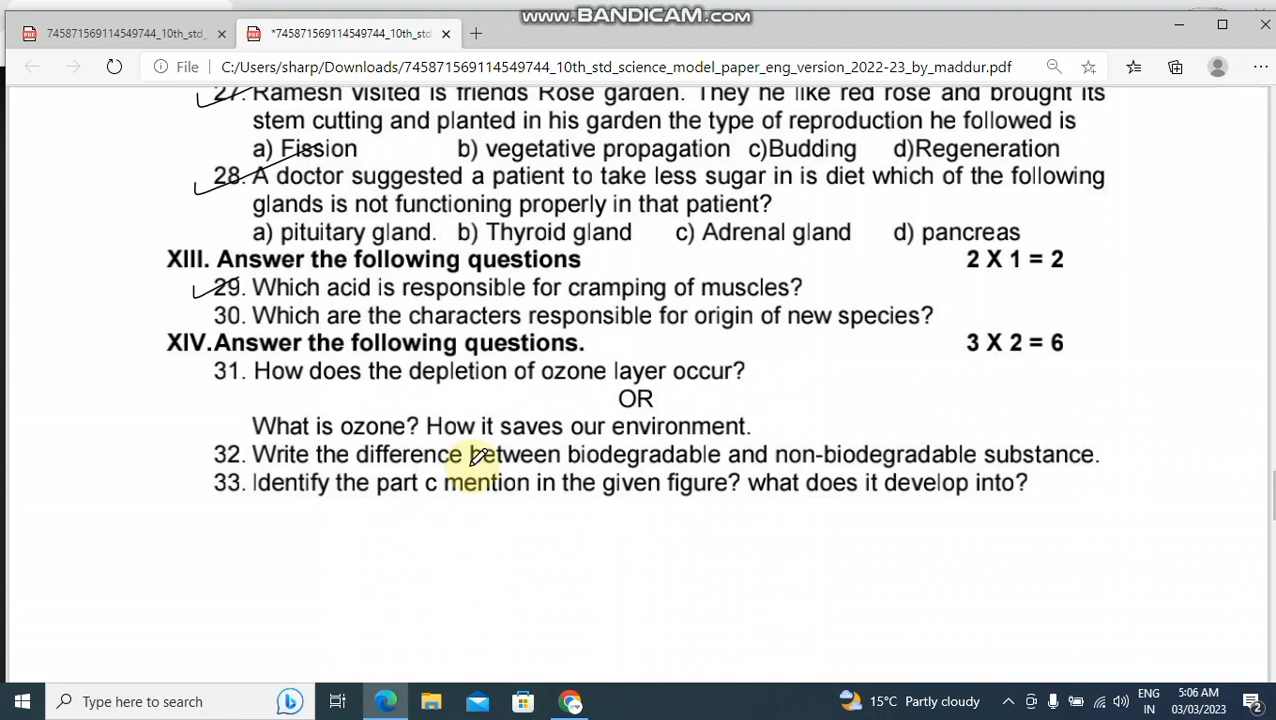 www.BANDICAM.com
745871569114549744_10th_std_
*745871569114549744_10th_std
File
C:/Users/sharp/Downloads/745871569114549744_10th_std_science_model_paper_eng_version_2022-23_by_maddur.pdf
27. Ramesh visited is friends Rose garden. They he like red rose and brought its
stem cutting and planted in his garden the type of reproduction he followed is
a) Fission b) vegetative propagation c)Budding d)Regeneration
28. A doctor suggested a patient to take less sugar in is diet which of the following
glands is not functioning properly in that patient?
a) pituitary gland. b) Thyroid gland c) Adrenal gland d) pancreas
XIII. Answer the following questions 2 X 1 = 2
29. Which acid is responsible for cramping of muscles?
30. Which are the characters responsible for origin of new species?
XIV.Answer the following questions. 3 X 2 = 6
31. How does the depletion of ozone layer occur?
OR
What is ozone? How it saves our environment.
32. Write the difference between biodegradable and non-biodegradable substance.
33. Identify the part c mention in the given figure? what does it develop into?
Type here to search
15°C Partly cloudy
ENG
IN
5:06 AM
03/03/2023
2